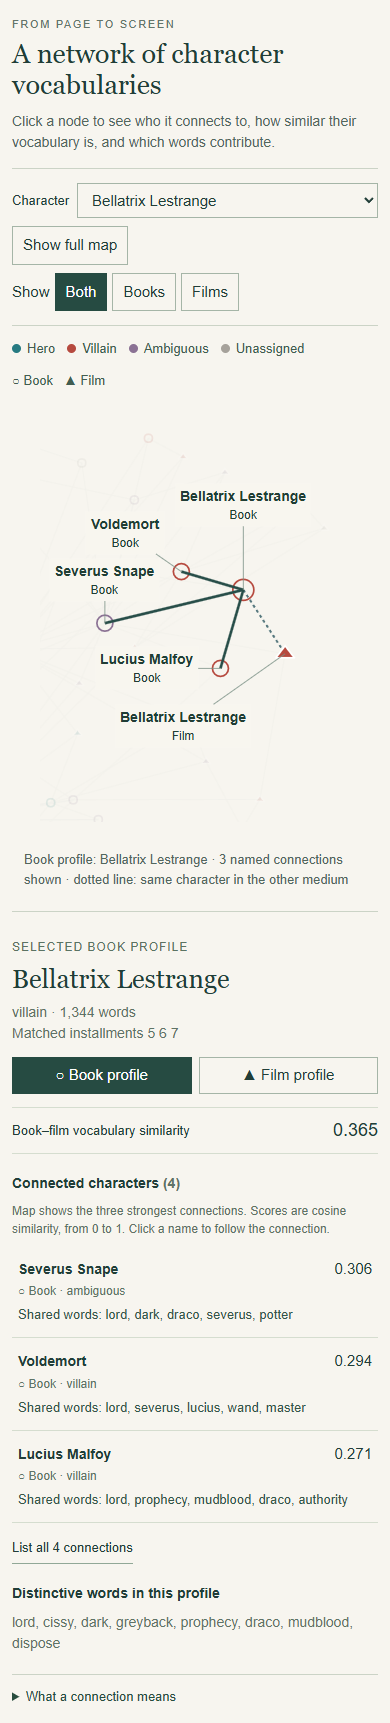 FROM PAGE TO SCREEN
A network of character
vocabularies
Click a node to see who it connects to, how similar their
vocabulary is, and which words contribute.
Character Bellatrix Lestrange
Show full map
Show Both Books Films
Hero Villain Ambiguous Unassigned
○ Book ▲ Film
Bellatrix Lestrange
Book
Voldemort
Book
Severus Snape
Book
Lucius Malfoy
Book
Bellatrix Lestrange
Film
Book profile: Bellatrix Lestrange · 3 named connections
shown · dotted line: same character in the other medium
SELECTED BOOK PROFILE
Bellatrix Lestrange
villain · 1,344 words
Matched installments 5 6 7
○ Book profile ▲ Film profile
Book–film vocabulary similarity 0.365
Connected characters (4)
Map shows the three strongest connections. Scores are cosine
similarity, from 0 to 1. Click a name to follow the connection.
Severus Snape 0.306
○ Book · ambiguous
Shared words: lord, dark, draco, severus, potter
Voldemort 0.294
○ Book · villain
Shared words: lord, severus, lucius, wand, master
Lucius Malfoy 0.271
○ Book · villain
Shared words: lord, prophecy, mudblood, draco, authority
List all 4 connections
Distinctive words in this profile
lord, cissy, dark, greyback, prophecy, draco, mudblood,
dispose
▶ What a connection means